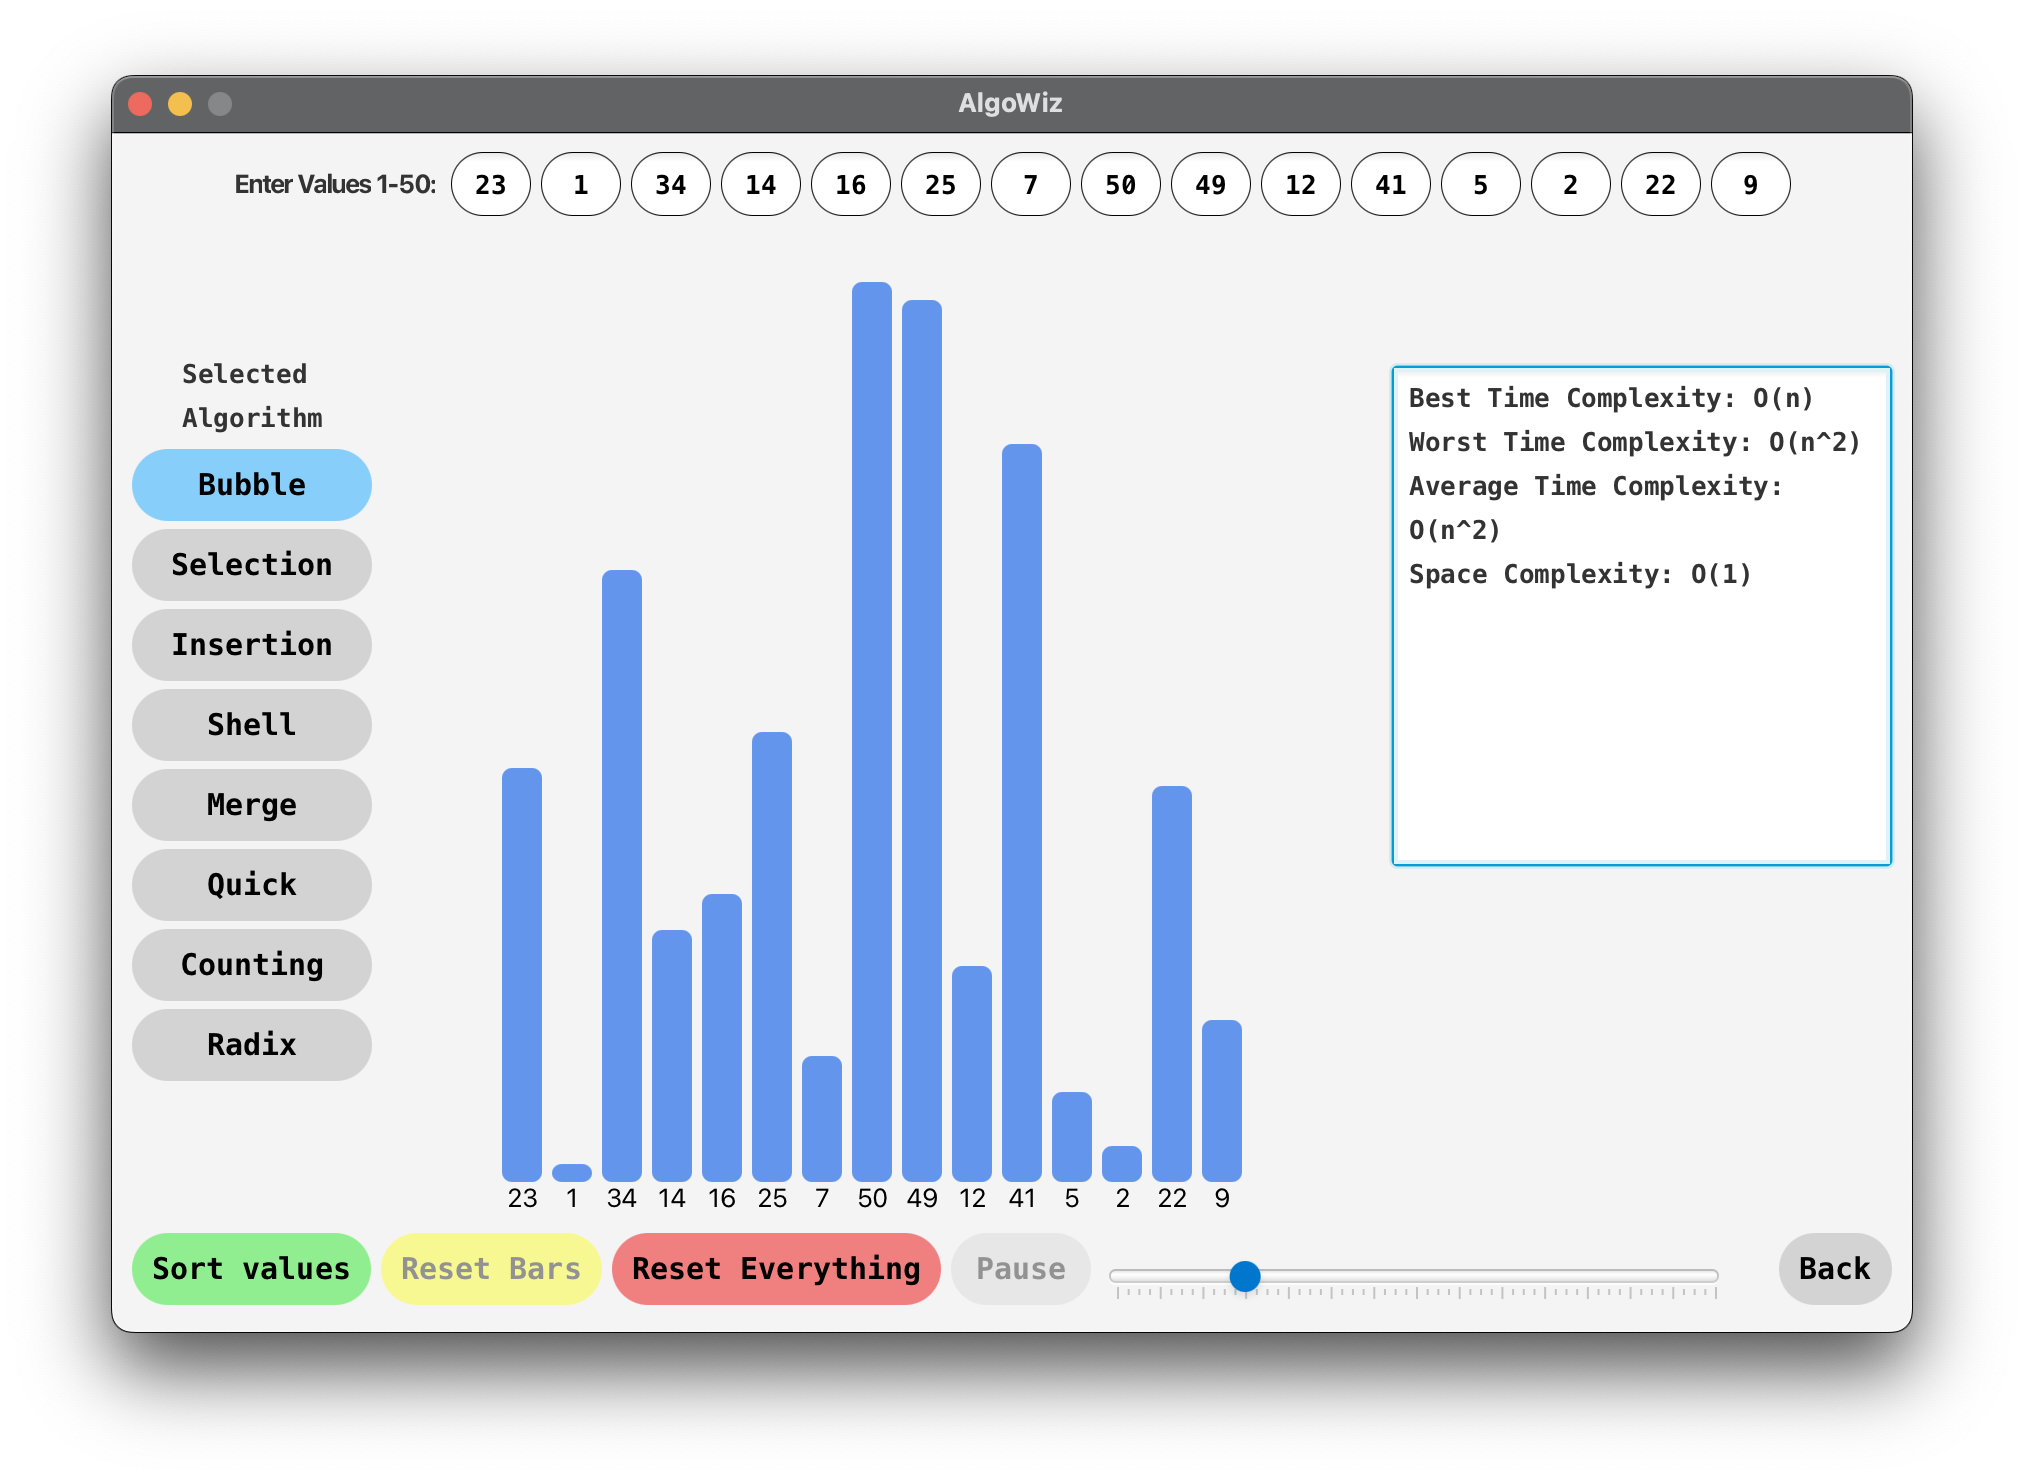 AlgoWiz
Enter Values 1-50: 23 1 34 14 16 25 7 50 49 12 41 5 2 22 9
Selected
Algorithm
Bubble
Selection
Insertion
Shell
Merge
Quick
Counting
Radix
Best Time Complexity: O(n)
Worst Time Complexity: O(n^2)
Average Time Complexity:
O(n^2)
Space Complexity: O(1)
23 1 34 14 16 25 7 50 49 12 41 5 2 22 9
Sort values Reset Bars Reset Everything Pause Back